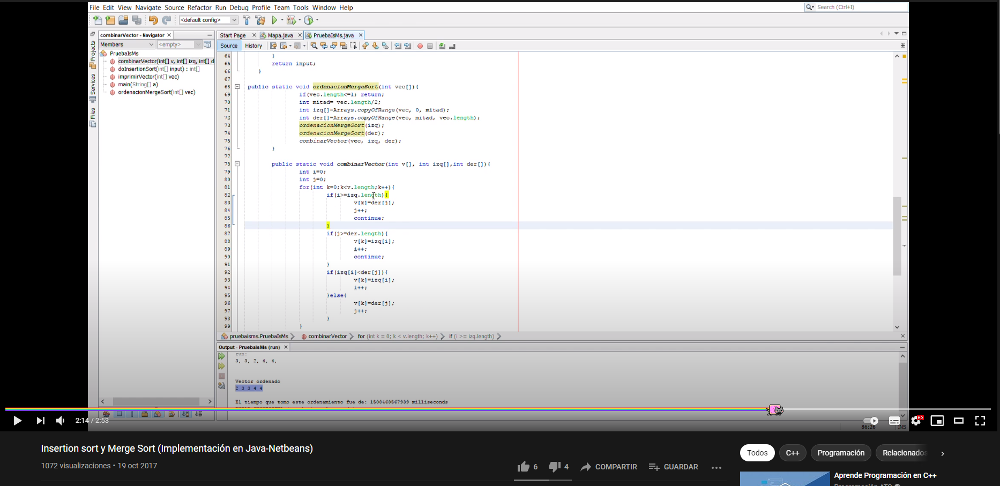 File Edit View Navigate Source Refactor Run Debug Profile Team Tools Window Help
Search (Ctrl+I)
<default config>
combinarVector - Navigator
Start Page
Mapa.java
PruebaIsMs.java
Members
<empty>
Source
History
Projects
Services
Files
PruebaIsMs
combinarVector(int[] v, int[] izq, int[] d
doInsertionSort(int[] input) : int[]
imprimirVector(int[] vec)
main(String[] a)
ordenacionMergeSort(int[] vec)
64 }
65 return input;
66 }
67
68 public static void ordenacionMergeSort(int vec[]){
69 if(vec.length<=1) return;
70 int mitad= vec.length/2;
71 int izq[]=Arrays.copyOfRange(vec, 0, mitad);
72 int der[]=Arrays.copyOfRange(vec, mitad, vec.length);
73 ordenacionMergeSort(izq);
74 ordenacionMergeSort(der);
75 combinarVector(vec, izq, der);
76 }
77
78 public static void combinarVector(int v[], int izq[],int der[]){
79 int i=0;
80 int j=0;
81 for(int k=0;k<v.length;k++){
82 if(i>=izq.length){
83 v[k]=der[j];
84 j++;
85 continue;
86 }
87 if(j>=der.length){
88 v[k]=izq[i];
89 i++;
90 continue;
91 }
92 if(izq[i]<der[j]){
93 v[k]=izq[i];
94 i++;
95 }else{
96 v[k]=der[j];
97 j++;
98 }
99 }
pruebaisms.PruebaIsMs
combinarVector
for (int k = 0; k < v.length; k++)
if (i >= izq.length)
Output - PruebaIsMs (run)
run:
3, 3, 2, 4, 4,
Vector ordenado
2 3 3 4 4
El tiempo que tomo este ordenamiento fue de: 1508468567939 milliseconds
2:14 / 2:53
HD
86:26
INS
Insertion sort y Merge Sort (Implementación en Java-Netbeans)
1072 visualizaciones • 19 oct 2017
6
4
COMPARTIR
GUARDAR
Todos
C++
Programación
Relacionados
Aprende Programación en C++